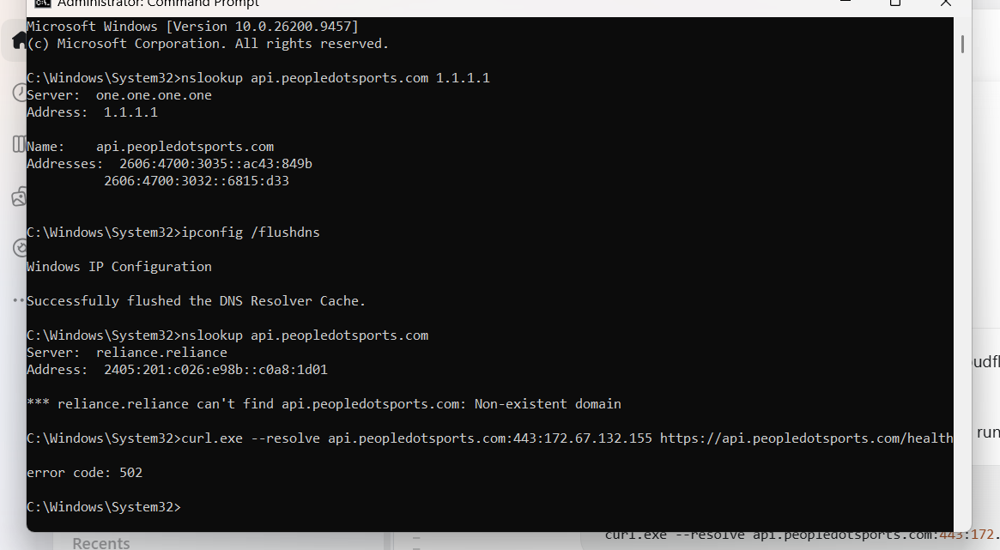 Administrator: Command Prompt
Microsoft Windows [Version 10.0.26200.9457]
(c) Microsoft Corporation. All rights reserved.
C:\Windows\System32>nslookup api.peopledotsports.com 1.1.1.1
Server:  one.one.one.one
Address:  1.1.1.1
Name:    api.peopledotsports.com
Addresses:  2606:4700:3035::ac43:849b
          2606:4700:3032::6815:d33
C:\Windows\System32>ipconfig /flushdns
Windows IP Configuration
Successfully flushed the DNS Resolver Cache.
C:\Windows\System32>nslookup api.peopledotsports.com
Server:  reliance.reliance
Address:  2405:201:c026:e98b::c0a8:1d01
*** reliance.reliance can't find api.peopledotsports.com: Non-existent domain
C:\Windows\System32>curl.exe --resolve api.peopledotsports.com:443:172.67.132.155 https://api.peopledotsports.com/health
error code: 502
C:\Windows\System32>
udfl
run
curl.exe --resolve api.peopledotsports.com:443:172.
Recents